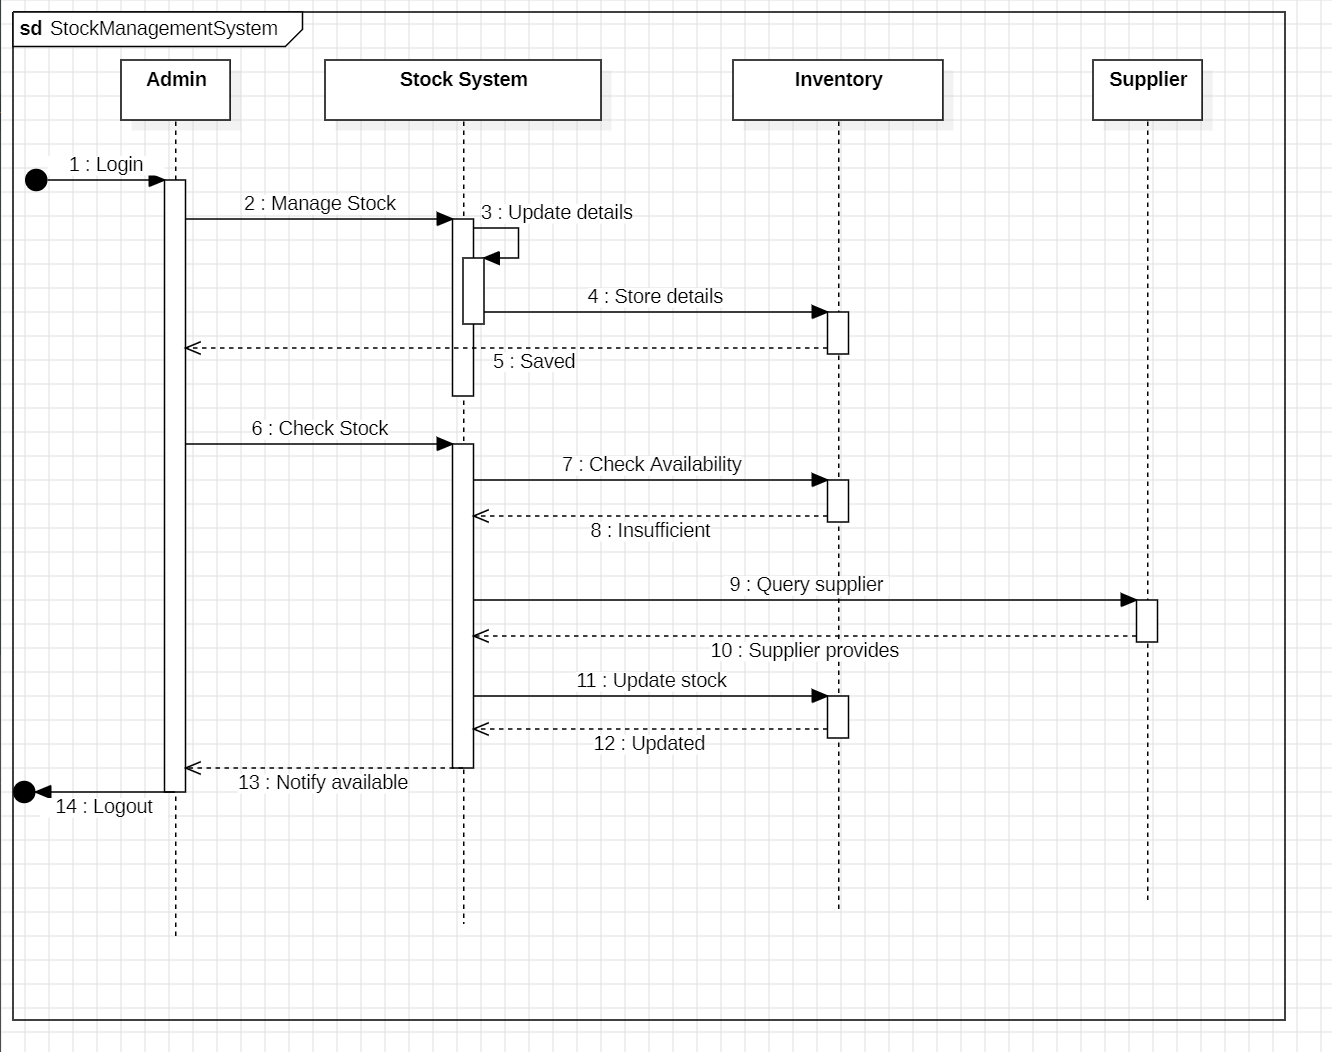 sd StockManagementSystem
Admin
Stock System
Inventory
Supplier
1 : Login
2 : Manage Stock
3 : Update details
4 : Store details
5 : Saved
6 : Check Stock
7 : Check Availability
8 : Insufficient
9 : Query supplier
10 : Supplier provides
11 : Update stock
12 : Updated
13 : Notify available
14 : Logout